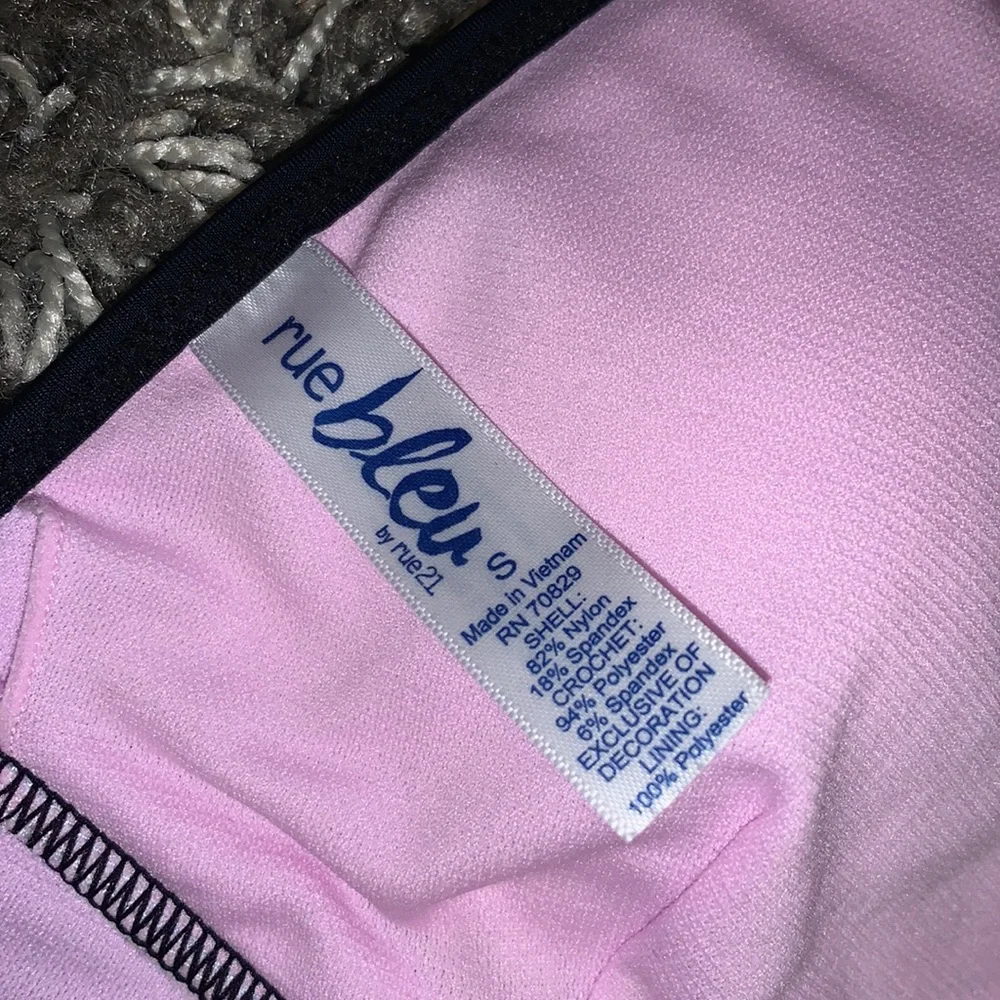 rue bleu
by rue21
S
Made in Vietnam
RN 70829
SHELL:
82% Nylon
18% Spandex
CROCHET:
94% Polyester
6% Spandex
EXCLUSIVE OF
DECORATION
LINING:
100% Polyester